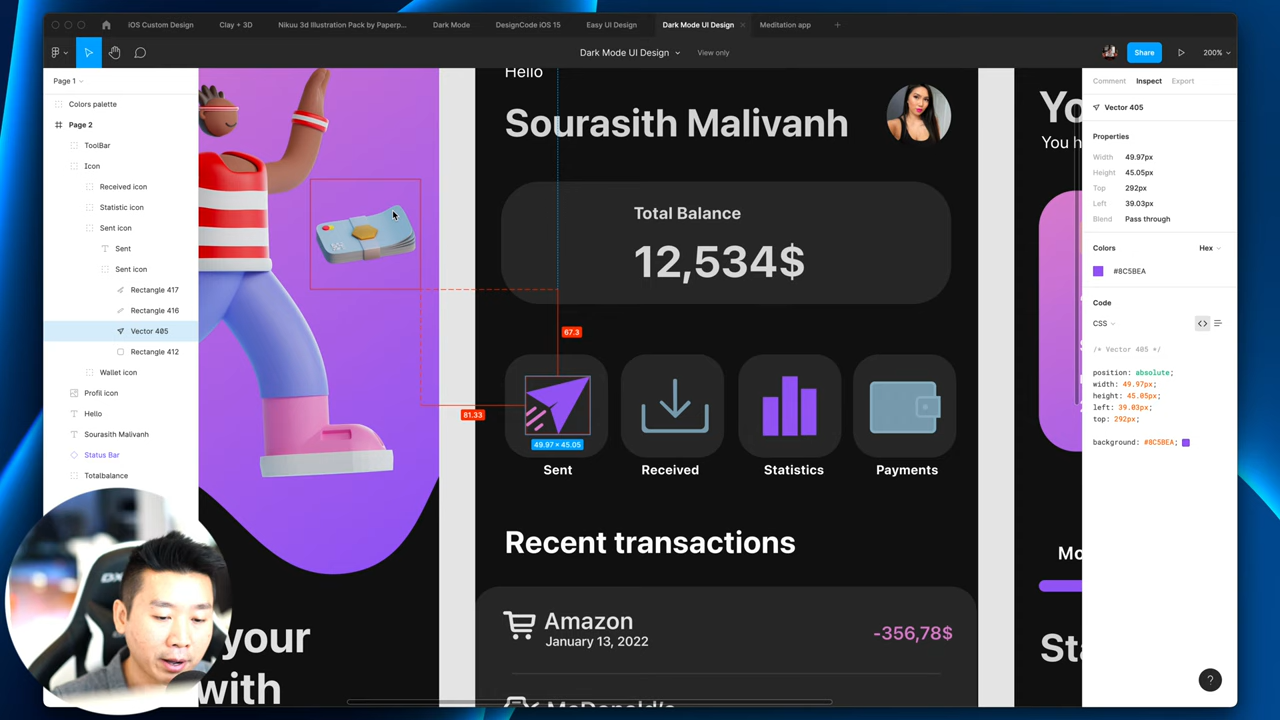 iOS Custom Design
Clay + 3D
Nikuu 3d Illustration Pack by Paperp...
Dark Mode
DesignCode iOS 15
Easy UI Design
Dark Mode UI Design
Meditation app
Dark Mode UI Design
View only
Share
200%
Page 1
Colors palette
Page 2
ToolBar
Icon
Received icon
Statistic icon
Sent icon
Sent
Sent icon
Rectangle 417
Rectangle 416
Vector 405
Rectangle 412
Wallet icon
Profil icon
Hello
Sourasith Malivanh
Status Bar
Totalbalance
your
with
Hello
Sourasith Malivanh
Total Balance
12,534$
67.3
81.33
49.97 × 45.05
Sent
Received
Statistics
Payments
Recent transactions
Amazon
January 13, 2022
-356,78$
McDonald's
Yo
You h
Mo
Sta
Comment
Inspect
Export
Vector 405
Properties
Width 49.97px
Height 45.05px
Top 292px
Left 39.03px
Blend Pass through
Colors
Hex
#8C5BEA
Code
CSS
/* Vector 405 */
position: absolute;
width: 49.97px;
height: 45.05px;
left: 39.03px;
top: 292px;
background: #8C5BEA;
?